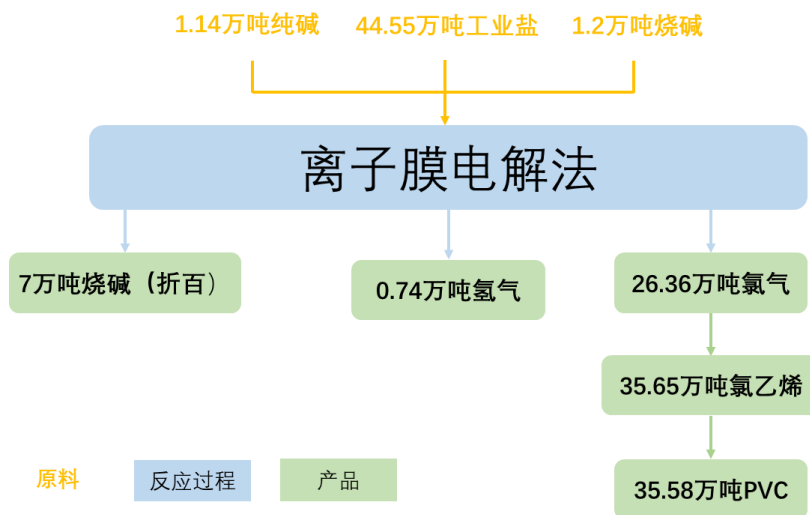 1.14万吨纯碱 44.55万吨工业盐 1.2万吨烧碱
离子膜电解法
7万吨烧碱（折百）
0.74万吨氢气
26.36万吨氯气
35.65万吨氯乙烯
35.58万吨PVC
原料 反应过程 产品